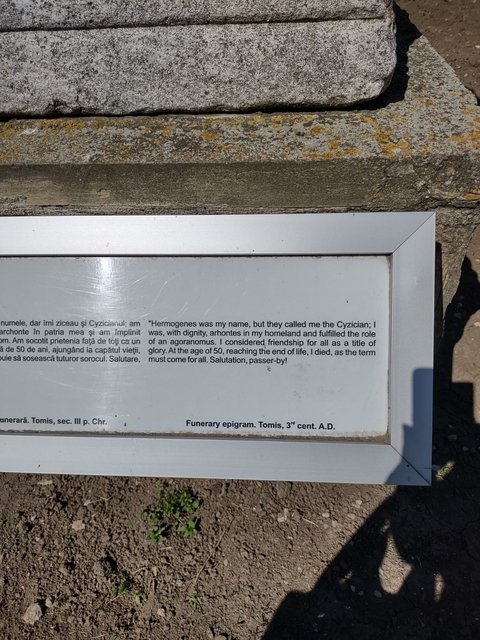 numele, dar îmi ziceau şi Cyzicianul; am
archonte în patria mea şi am împlinit
om. Am socotit prietenia faţă de toţi ca un
ă de 50 de ani, ajungând la capătul vieţii,
buie să sosească tuturor sorocul. Salutare,
"Hermogenes was my name, but they called me the Cyzician; I
was, with dignity, arhontes in my homeland and fulfilled the role
of an agoranomus. I considered friendship for all as a title of
glory. At the age of 50, reaching the end of life, I died, as the term
must come for all. Salutation, passer-by!
unerară. Tomis, sec. III p. Chr.
Funerary epigram. Tomis, 3rd cent. A.D.